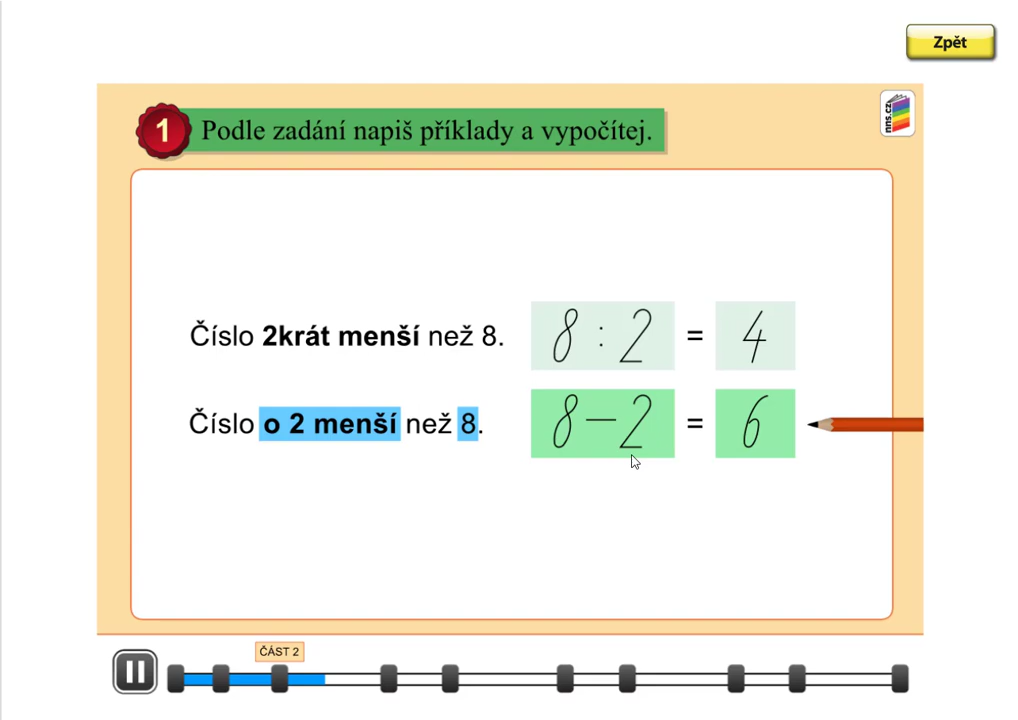 Zpět
1 Podle zadání napiš příklady a vypočítej.
nns.cz
Číslo 2krát menší než 8. 8 : 2 = 4
Číslo o 2 menší než 8. 8 − 2 = 6
ČÁST 2